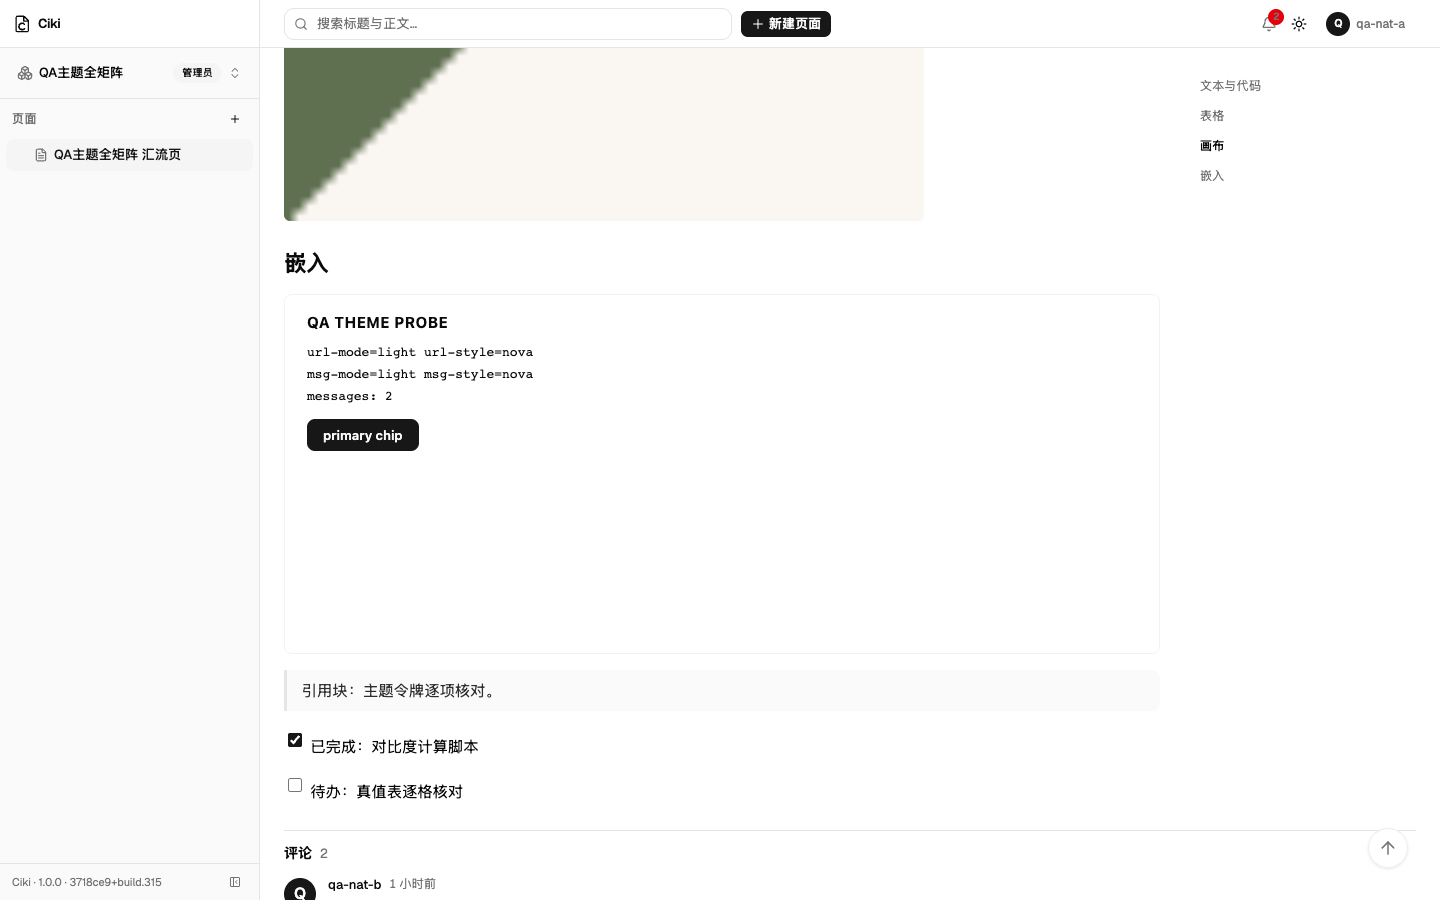 Ciki
搜索标题与正文...
新建页面
2
Q
qa-nat-a
QA主题全矩阵
管理员
页面
QA主题全矩阵 汇流页
文本与代码
表格
画布
嵌入
嵌入
QA THEME PROBE
url-mode=light url-style=nova
msg-mode=light msg-style=nova
messages: 2
primary chip
引用块：主题令牌逐项核对。
已完成：对比度计算脚本
待办：真值表逐格核对
评论 2
Q
qa-nat-b 1 小时前
Ciki · 1.0.0 · 3718ce9+build.315